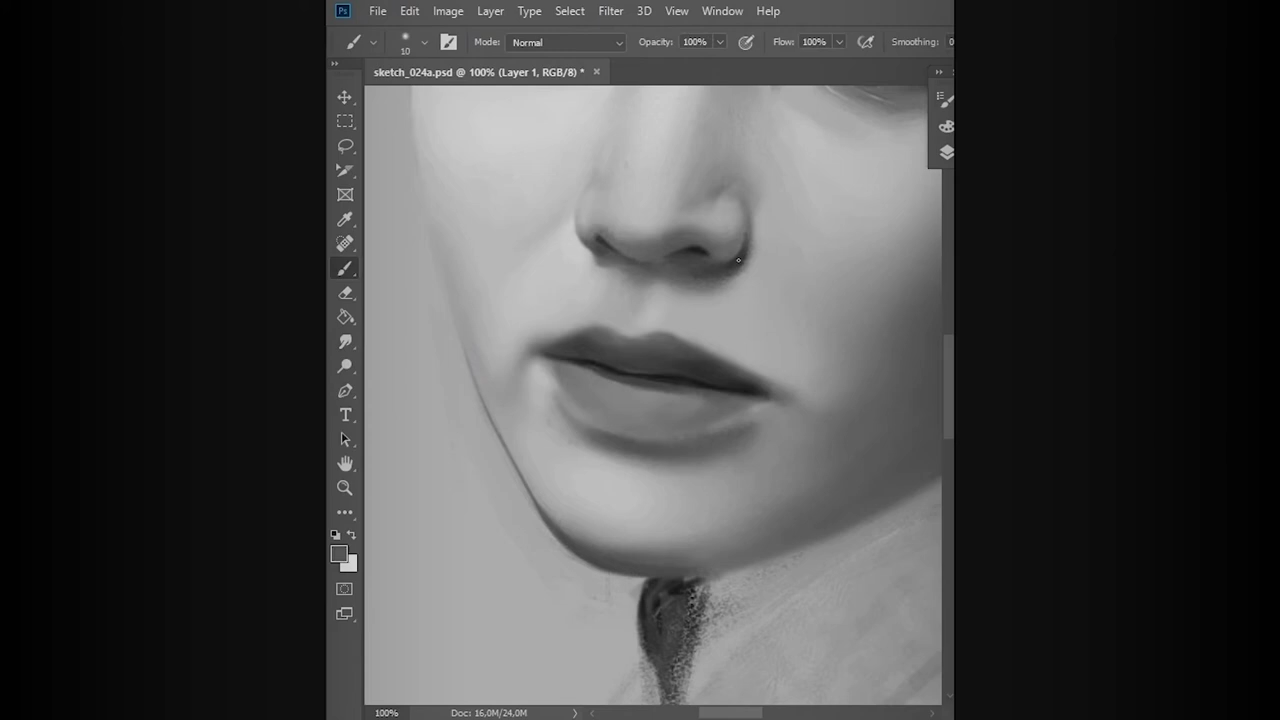 Ps File Edit Image Layer Type Select Filter 3D View Window Help
10 Mode: Normal Opacity: 100% Flow: 100% Smoothing: 0
sketch_024a.psd @ 100% (Layer 1, RGB/8) *
T
100% Doc: 16,0M/24,0M